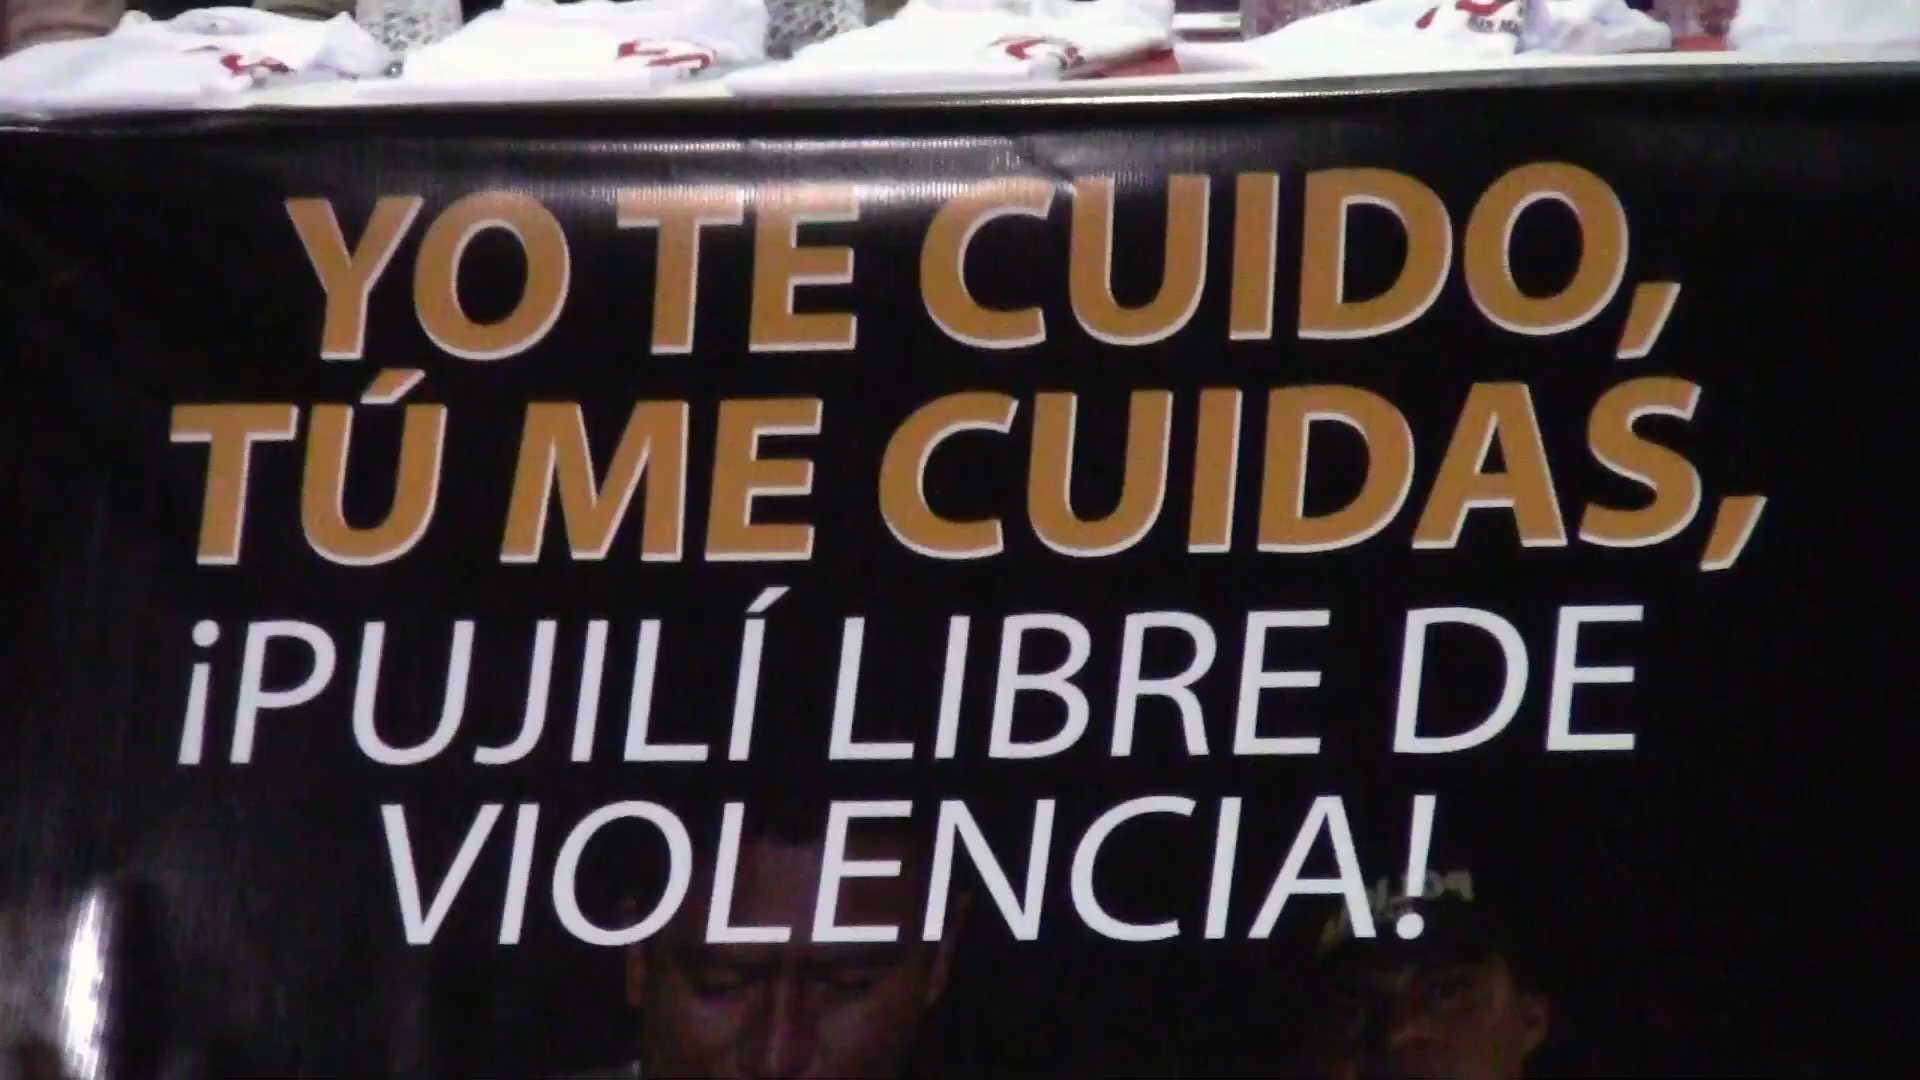 YO TE CUIDO,
TÚ ME CUIDAS,
¡PUJILÍ LIBRE DE
VIOLENCIA!